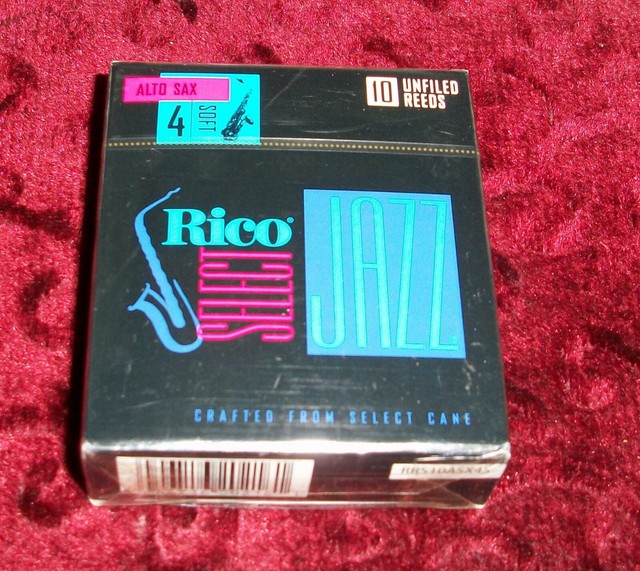 ALTO SAX
4 SOFT
10 UNFILED
REEDS
Rico®
SELECT
JAZZ
CRAFTED FROM SELECT CANE
RRS10ASX4S